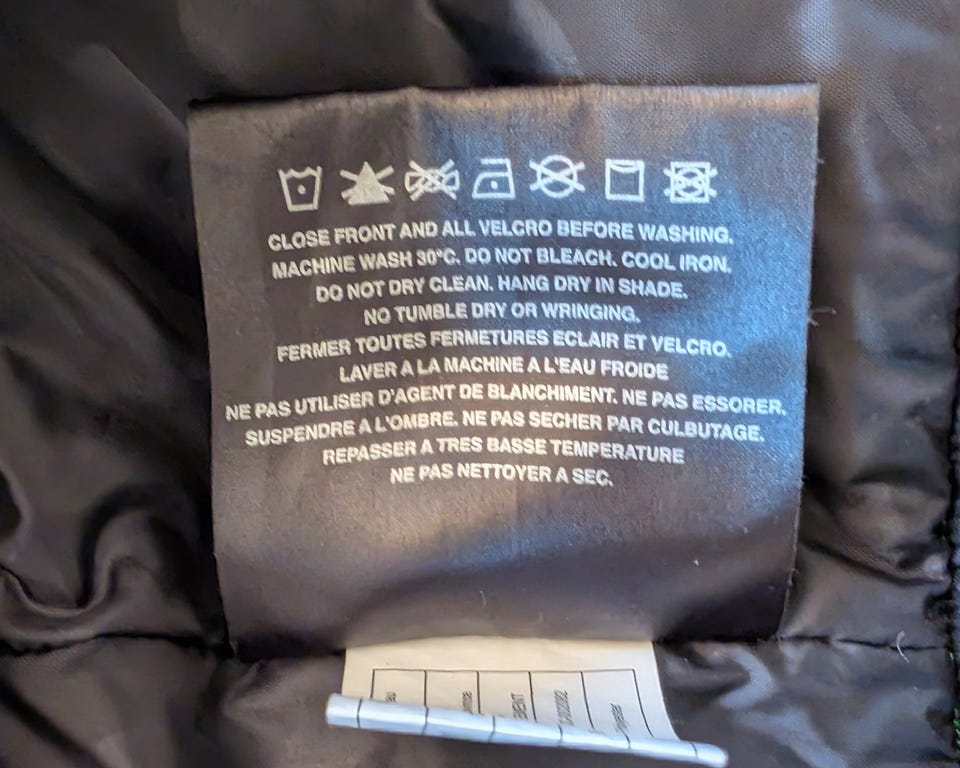 CLOSE FRONT AND ALL VELCRO BEFORE WASHING.
MACHINE WASH 30°C. DO NOT BLEACH. COOL IRON.
DO NOT DRY CLEAN. HANG DRY IN SHADE.
NO TUMBLE DRY OR WRINGING.
FERMER TOUTES FERMETURES ECLAIR ET VELCRO.
LAVER A LA MACHINE A L'EAU FROIDE
NE PAS UTILISER D'AGENT DE BLANCHIMENT. NE PAS ESSORER.
SUSPENDRE A L'OMBRE. NE PAS SECHER PAR CULBUTAGE.
REPASSER A TRES BASSE TEMPERATURE
NE PAS NETTOYER A SEC.